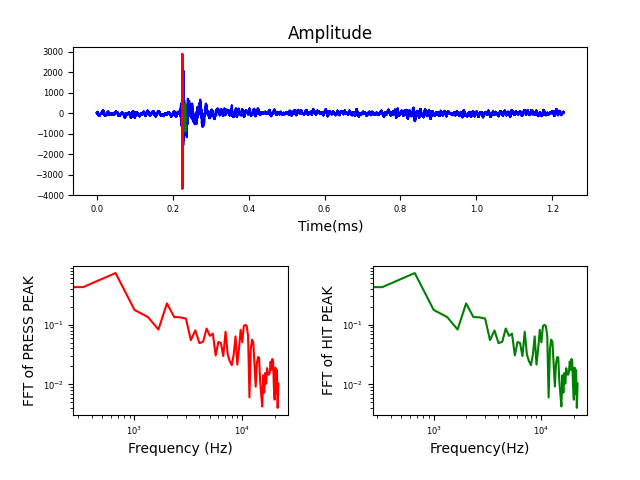 Amplitude
3000
2000
1000
0
−1000
−2000
−3000
−4000
0.0 0.2 0.4 0.6 0.8 1.0 1.2
Time(ms)
FFT of PRESS PEAK
10⁻¹
10⁻²
10³ 10⁴
Frequency (Hz)
FFT of HIT PEAK
10⁻¹
10⁻²
10³ 10⁴
Frequency(Hz)